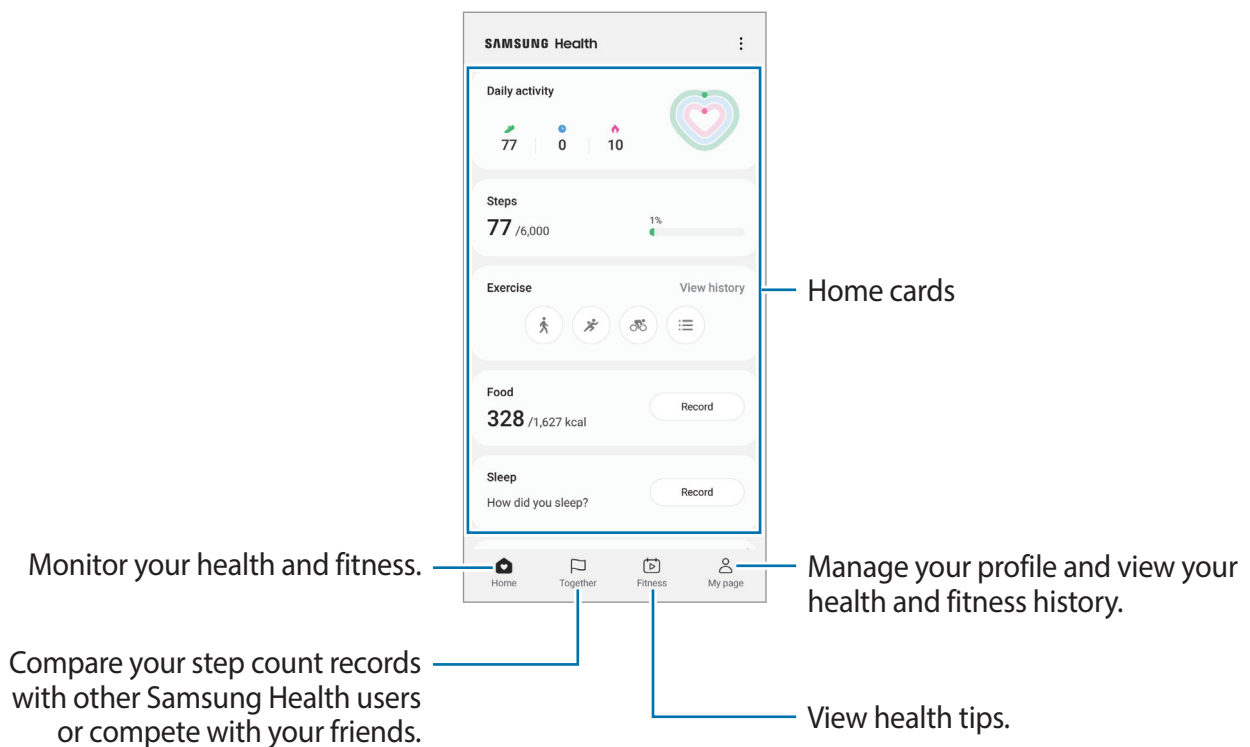 SAMSUNG Health
Daily activity
77 0 10
Steps
77 /6,000
1%
Exercise
View history
Home cards
Food
328 /1,627 kcal
Record
Sleep
How did you sleep?
Record
Home
Together
Fitness
My page
Monitor your health and fitness.
Manage your profile and view your
health and fitness history.
Compare your step count records
with other Samsung Health users
or compete with your friends.
View health tips.